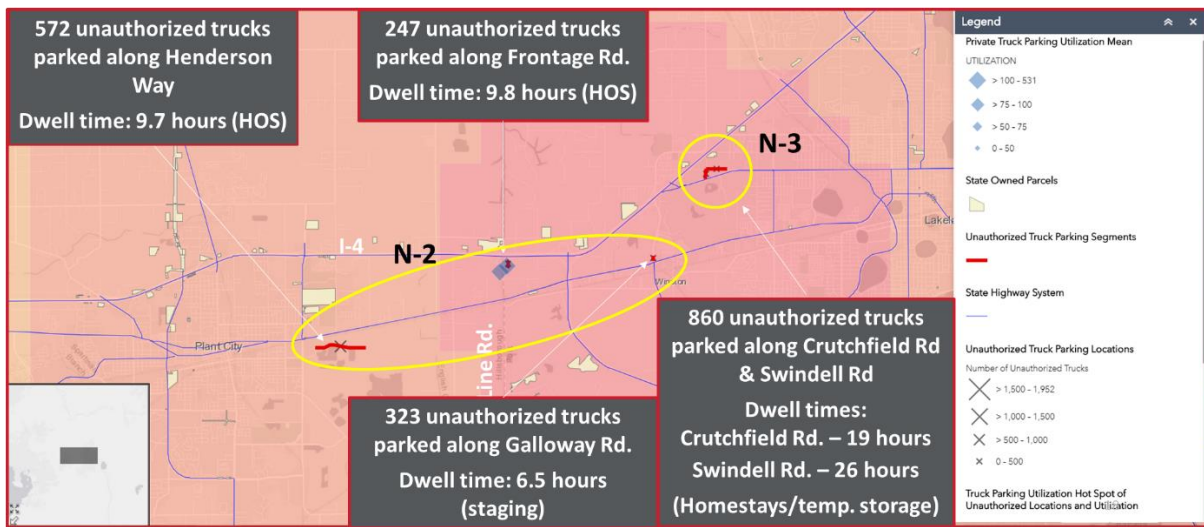 572 unauthorized trucks
parked along Henderson
Way
Dwell time: 9.7 hours (HOS)
247 unauthorized trucks
parked along Frontage Rd.
Dwell time: 9.8 hours (HOS)
N-3
N-2
I-4
Plant City
Line Rd.
Winston
Lakele
323 unauthorized trucks
parked along Galloway Rd.
Dwell time: 6.5 hours
(staging)
860 unauthorized trucks
parked along Crutchfield Rd
& Swindell Rd
Dwell times:
Crutchfield Rd. – 19 hours
Swindell Rd. – 26 hours
(Homestays/temp. storage)
Legend
Private Truck Parking Utilization Mean
UTILIZATION
> 100 - 531
> 75 - 100
> 50 - 75
0 - 50
State Owned Parcels
Unauthorized Truck Parking Segments
State Highway System
Unauthorized Truck Parking Locations
Number of Unauthorized Trucks
> 1,500 - 1,952
> 1,000 - 1,500
> 500 - 1,000
0 - 500
Truck Parking Utilization Hot Spot of
Unauthorized Locations and Utilization